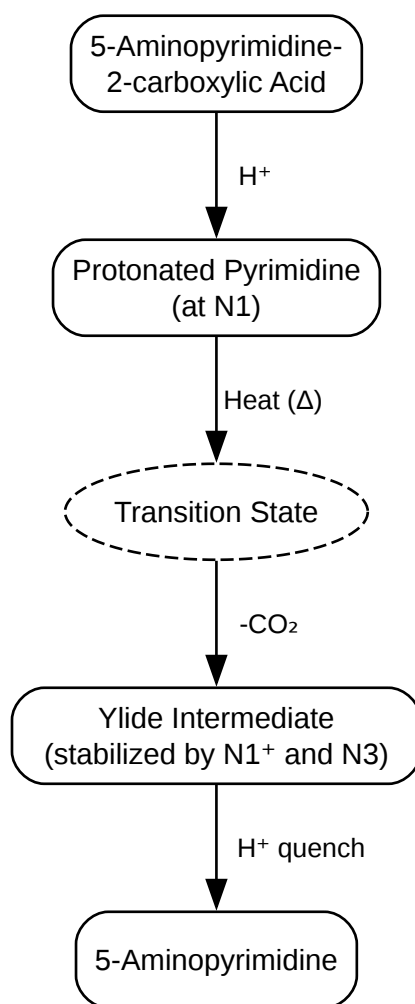 5-Aminopyrimidine-
2-carboxylic Acid
H⁺
Protonated Pyrimidine
(at N1)
Heat (Δ)
Transition State
-CO₂
Ylide Intermediate
(stabilized by N1⁺ and N3)
H⁺ quench
5-Aminopyrimidine